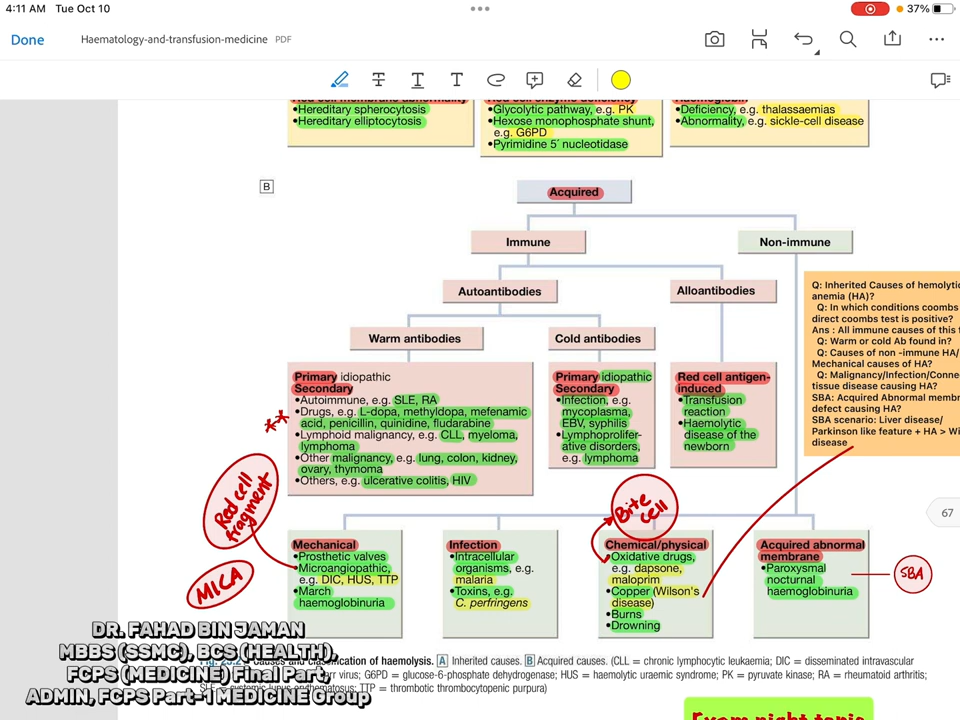 4:11 AM Tue Oct 10
37%
Done
Haematology-and-transfusion-medicine PDF
•Hereditary spherocytosis
•Hereditary elliptocytosis
•Glycolytic pathway, e.g. PK
•Hexose monophosphate shunt,
e.g. G6PD
•Pyrimidine 5´ nucleotidase
•Deficiency, e.g. thalassaemias
•Abnormality, e.g. sickle-cell disease
B
Acquired
Immune
Non-immune
Autoantibodies
Alloantibodies
Warm antibodies
Cold antibodies
Primary idiopathic
Secondary
•Autoimmune, e.g. SLE, RA
•Drugs, e.g. L-dopa, methyldopa, mefenamic
acid, penicillin, quinidine, fludarabine
•Lymphoid malignancy, e.g. CLL, myeloma,
lymphoma
•Other malignancy, e.g. lung, colon, kidney,
ovary, thymoma
•Others, e.g. ulcerative colitis, HIV
Primary idiopathic
Secondary
•Infection, e.g.
mycoplasma,
EBV, syphilis
•Lymphoprolifer-
ative disorders,
e.g. lymphoma
Red cell antigen-
induced
•Transfusion
reaction
•Haemolytic
disease of the
newborn
Q: Inherited Causes of hemolytic
anemia (HA)?
Q: In which conditions coombs
direct coombs test is positive?
Ans : All immune causes of this
Q: Warm or cold Ab found in?
Q: Causes of non -immune HA/
Mechanical causes of HA?
Q: Malignancy/Infection/Conne
tissue disease causing HA?
SBA: Acquired Abnormal memb
defect causing HA?
SBA scenario: Liver disease/
Parkinson like feature + HA > Wi
disease
67
Red cell
fragment
MICA
Bite
cell
SBA
Mechanical
•Prosthetic valves
•Microangiopathic,
e.g. DIC, HUS, TTP
•March
haemoglobinuria
Infection
•Intracellular
organisms, e.g.
malaria
•Toxins, e.g.
C. perfringens
Chemical/physical
•Oxidative drugs,
e.g. dapsone,
maloprim
•Copper (Wilson's
disease)
•Burns
•Drowning
Acquired abnormal
membrane
•Paroxysmal
nocturnal
haemoglobinuria
DR. FAHAD BIN JAMAN
MBBS (SSMC), BCS (HEALTH),
FCPS (MEDICINE) Final Part,
ADMIN, FCPS Part-1 MEDICINE Group
classification of haemolysis. A Inherited causes. B Acquired causes. (CLL = chronic lymphocytic leukaemia; DIC = disseminated intravascular
virus; G6PD = glucose-6-phosphate dehydrogenase; HUS = haemolytic uraemic syndrome; PK = pyruvate kinase; RA = rheumatoid arthritis;
TTP = thrombotic thrombocytopenic purpura)